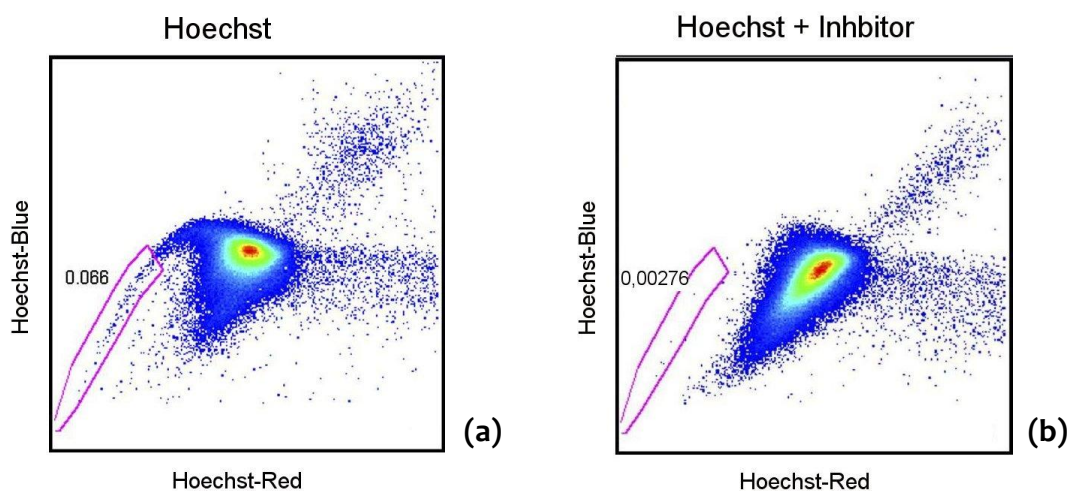 Hoechst
Hoechst-Blue
0.066
Hoechst-Red
(a)
Hoechst + Inhbitor
Hoechst-Blue
0,00276
Hoechst-Red
(b)